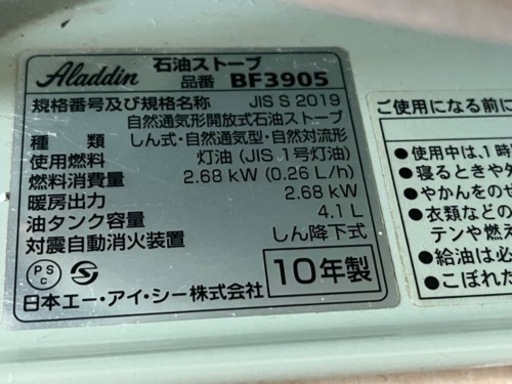 Aladdin 石油ストーブ
品番 BF3905
規格番号及び規格名称 JIS S 2019
自然通気形開放式石油ストーブ
種類 しん式・自然通気型・自然対流形
使用燃料 灯油 (JIS 1号灯油)
燃料消費量 2.68 kW (0.26 L/h)
暖房出力 2.68 kW
油タンク容量 4.1 L
対震自動消火装置 しん降下式
PS C
10年製
日本エー・アイ・シー株式会社
ご使用になる前に
●使用中は、1時
●寝るときや外
●やかんをのせ
●衣類などの
テンや燃え
●給油は必
●こぼれた